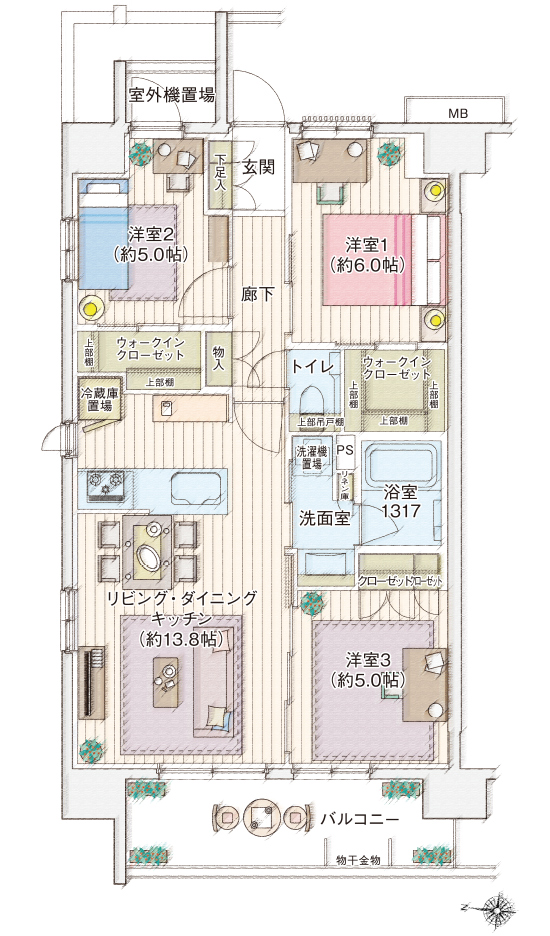 室外機置場
MB
下足入
玄関
洋室2
(約5.0帖)
洋室1
(約6.0帖)
廊下
上部棚
ウォークイン
クローゼット
上部棚
物入
トイレ
ウォークイン
クローゼット
上部棚
上部棚
上部棚
冷蔵庫
置場
上部吊戸棚
洗濯機
置場
PS
リネン庫
浴室
1317
洗面室
クローゼット
クローゼット
リビング・ダイニング
キッチン
(約13.8帖)
洋室3
(約5.0帖)
バルコニー
物干金物
N